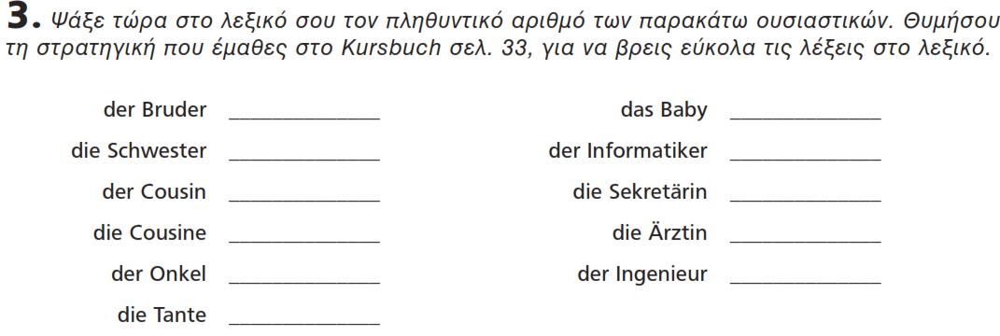 3. Ψάξε τώρα στο λεξικό σου τον πληθυντικό αριθμό των παρακάτω ουσιαστικών. Θυμήσου
τη στρατηγική που έμαθες στο Kursbuch σελ. 33, για να βρεις εύκολα τις λέξεις στο λεξικό.
der Bruder ______________
die Schwester ______________
der Cousin ______________
die Cousine ______________
der Onkel ______________
die Tante ______________
das Baby ______________
der Informatiker ______________
die Sekretärin ______________
die Ärztin ______________
der Ingenieur ______________